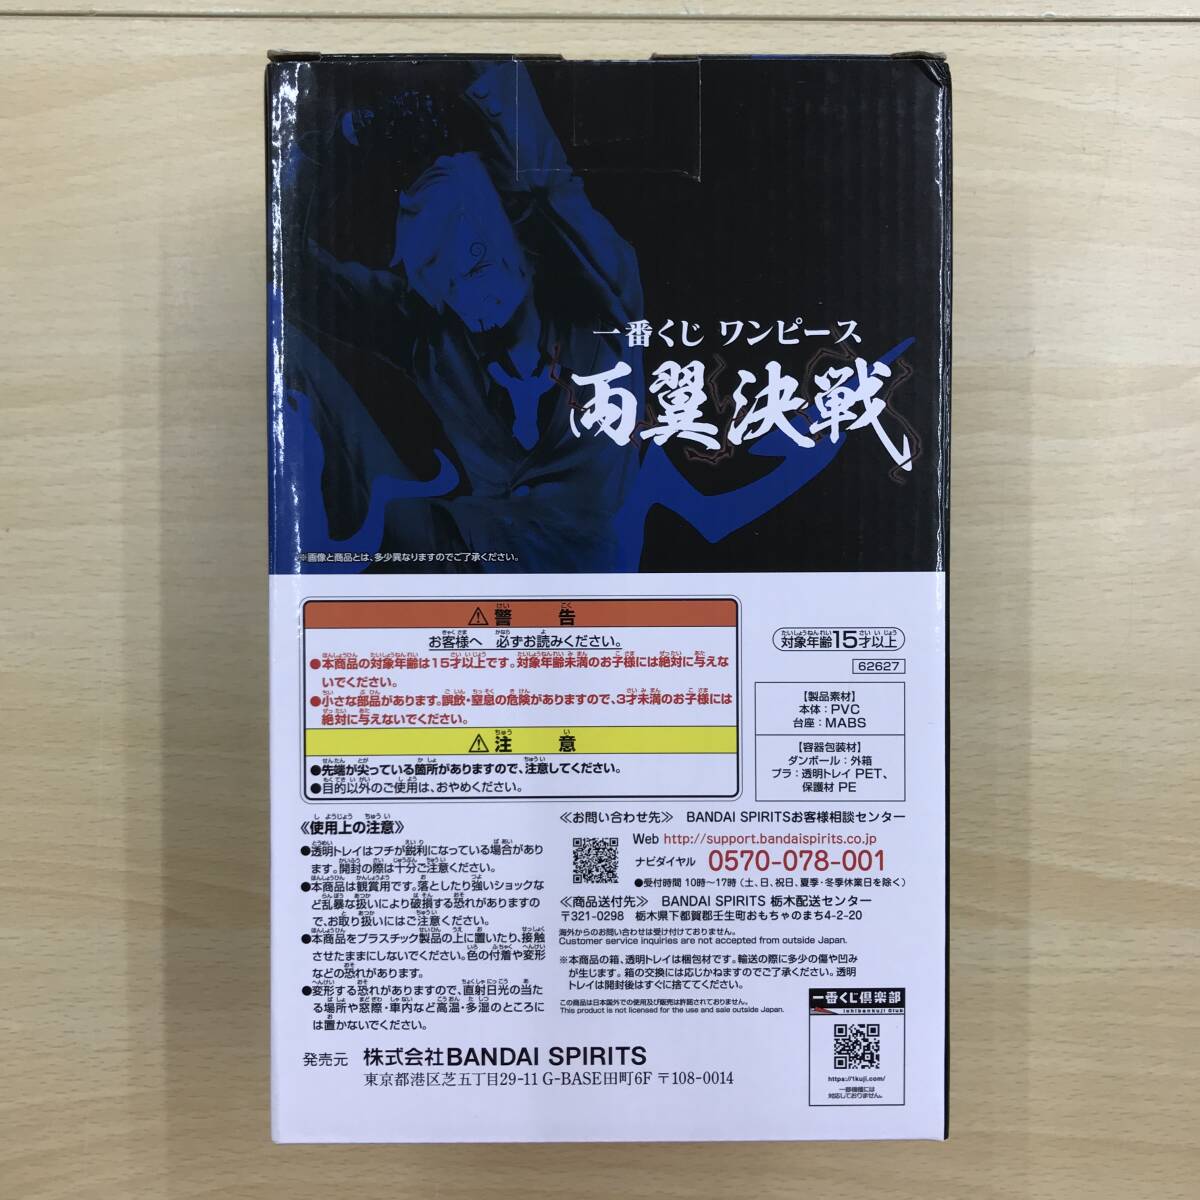 一番くじ ワンピース
両翼決戦
※画像と商品とは、多少異なりますのでご了承ください。
⚠警告
お客様へ 必ずお読みください。
●本商品の対象年齢は15才以上です。対象年齢未満のお子様には絶対に与えな
いでください。
●小さな部品があります。誤飲・窒息の危険がありますので、3才未満のお子様には
絶対に与えないでください。
⚠注意
●先端が尖っている箇所がありますので、注意してください。
●目的以外のご使用は、おやめください。
対象年齢15才以上
62627
【製品素材】
本体：PVC
台座：MABS
【容器包装材】
ダンボール：外箱
プラ：透明トレイ PET、
保護材 PE
《使用上の注意》
●透明トレイはフチが鋭利になっている場合があり
ます。開封の際は十分ご注意ください。
●本商品は観賞用です。落としたり強いショックな
ど乱暴な扱いにより破損する恐れがありますの
で、お取り扱いにはご注意ください。
●本商品をプラスチック製品の上に置いたり、接触
させたままにしないでください。色の付着や変形
などの恐れがあります。
●変形する恐れがありますので、直射日光の当た
る場所や窓際・車内など高温・多湿のところに
は置かないでください。
≪お問い合わせ先≫ BANDAI SPIRITSお客様相談センター
Web http://support.bandaispirits.co.jp
ナビダイヤル 0570-078-001
●受付時間 10時〜17時（土、日、祝日、夏季・冬季休業日を除く）
≪商品送付先≫ BANDAI SPIRITS 栃木配送センター
〒321-0298 栃木県下都賀郡壬生町おもちゃのまち4-2-20
海外からのお問い合わせは受け付けておりません。
Customer service inquiries are not accepted from outside Japan.
※本商品の箱、透明トレイは梱包材です。輸送の際に多少の傷や凹み
が生じます。箱の交換には応じかねますのでご了承ください。透明
トレイは開封後はすぐに捨ててください。
この商品は日本国外での使用及び販売は許諾されておりません。
This product is not licensed for the use and sale outside Japan.
一番くじ倶楽部
Ichibankuji Club
https://1kuji.com/
一部機種には
対応しておりません。
発売元 株式会社BANDAI SPIRITS
東京都港区芝五丁目29-11 G-BASE田町6F 〒108-0014